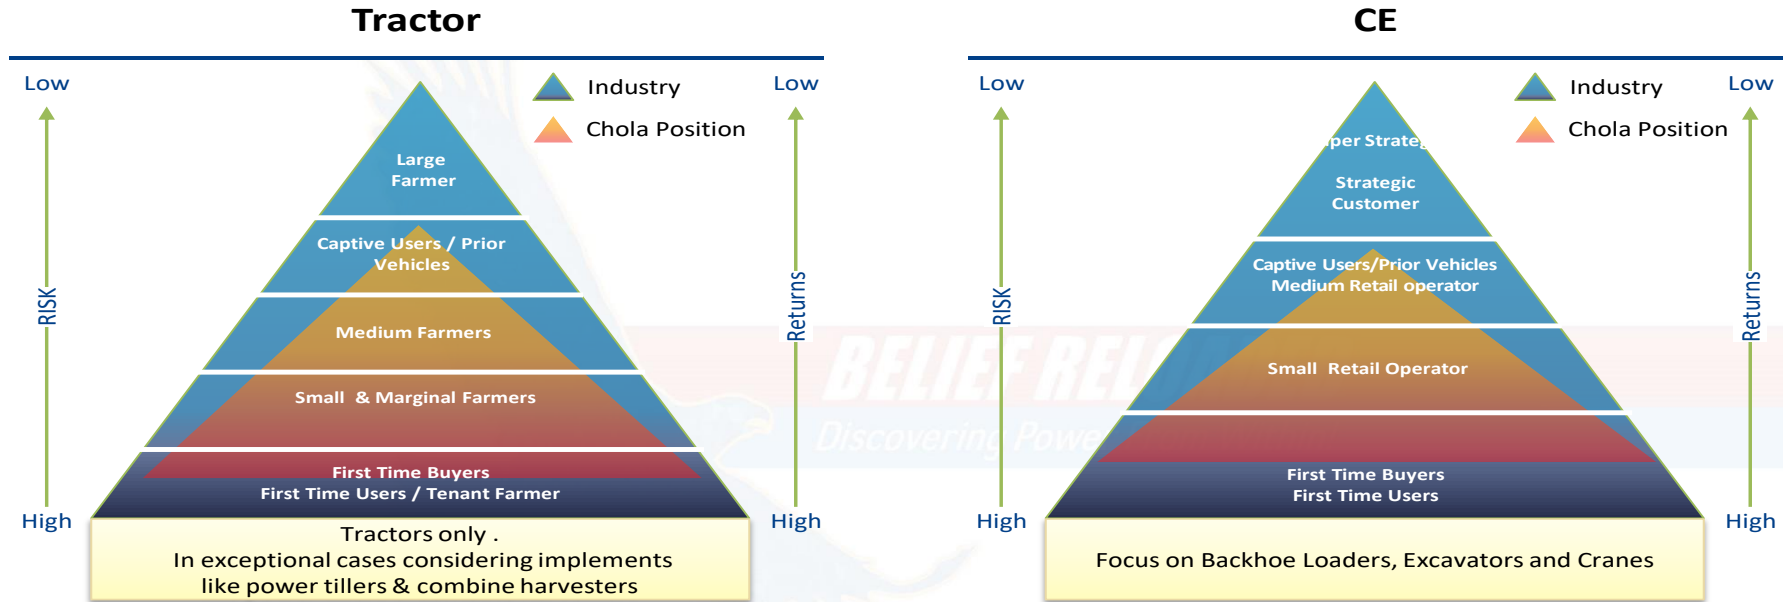 Tractor
Low
Low
Industry
Chola Position
Large
Farmer
Captive Users / Prior
Vehicles
Medium Farmers
Small & Marginal Farmers
First Time Buyers
First Time Users / Tenant Farmer
RISK
Returns
High
High
Tractors only .
In exceptional cases considering implements
like power tillers & combine harvesters
CE
Low
Low
Industry
Chola Position
Strategic
Customer
Captive Users/Prior Vehicles
Medium Retail operator
Small Retail Operator
First Time Buyers
First Time Users
RISK
Returns
High
High
Focus on Backhoe Loaders, Excavators and Cranes
BELIEF
Discovering